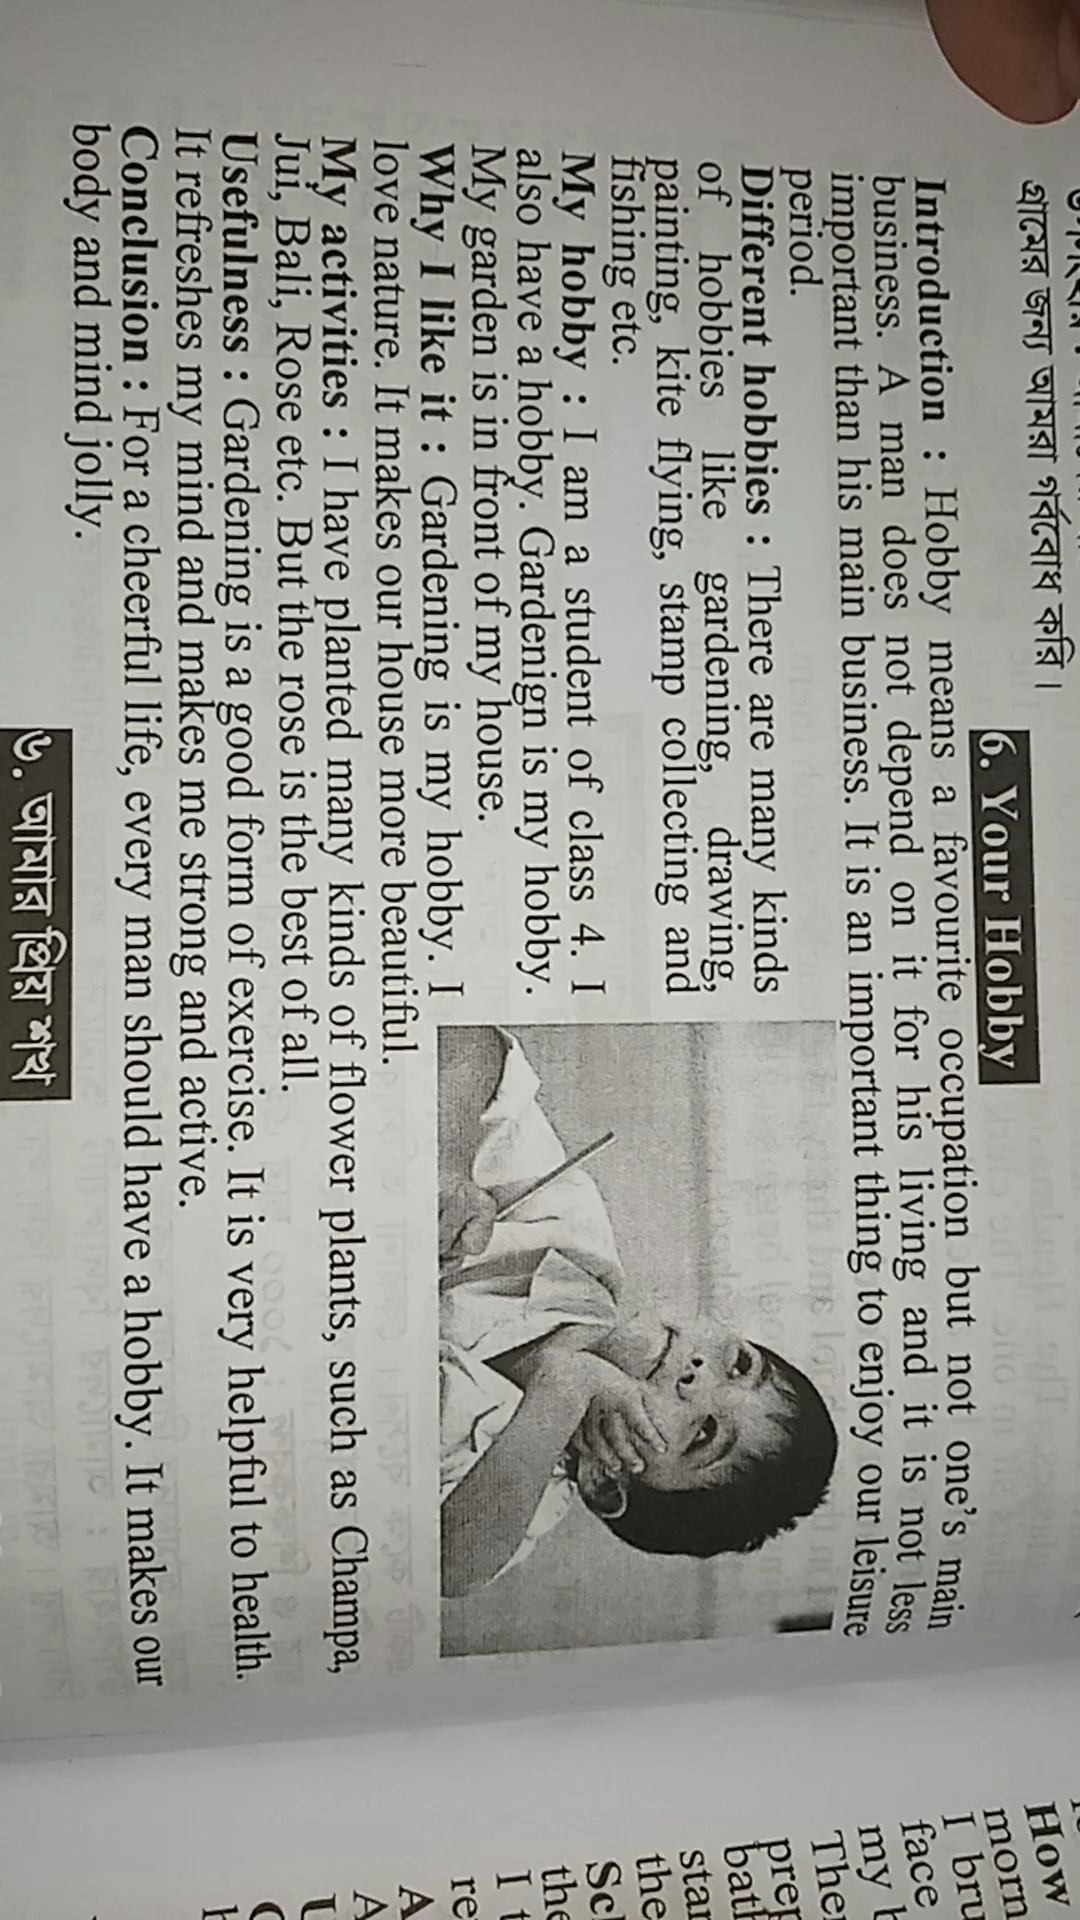 গ্রামের জন্য আমরা গর্ববোধ করি।
6. Your Hobby
Introduction : Hobby means a favourite occupation but not one's main
business. A man does not depend on it for his living and it is not less
important than his main business. It is an important thing to enjoy our leisure
period.
Different hobbies : There are many kinds
of hobbies like gardening, drawing,
painting, kite flying, stamp collecting and
fishing etc.
My hobby : I am a student of class 4. I
also have a hobby. Gardenign is my hobby.
My garden is in front of my house.
Why I like it : Gardening is my hobby. I
love nature. It makes our house more beautiful.
My activities : I have planted many kinds of flower plants, such as Champa,
Jui, Bali, Rose etc. But the rose is the best of all.
Usefulness : Gardening is a good form of exercise. It is very helpful to health.
It refreshes my mind and makes me strong and active.
Conclusion : For a cheerful life, every man should have a hobby. It makes our
body and mind jolly.
৬. আমার প্রিয় শখ
How
morn
I bru
face
my b
Ther
prep
bath
star
the
Sch
the
I t
re
A
A
U